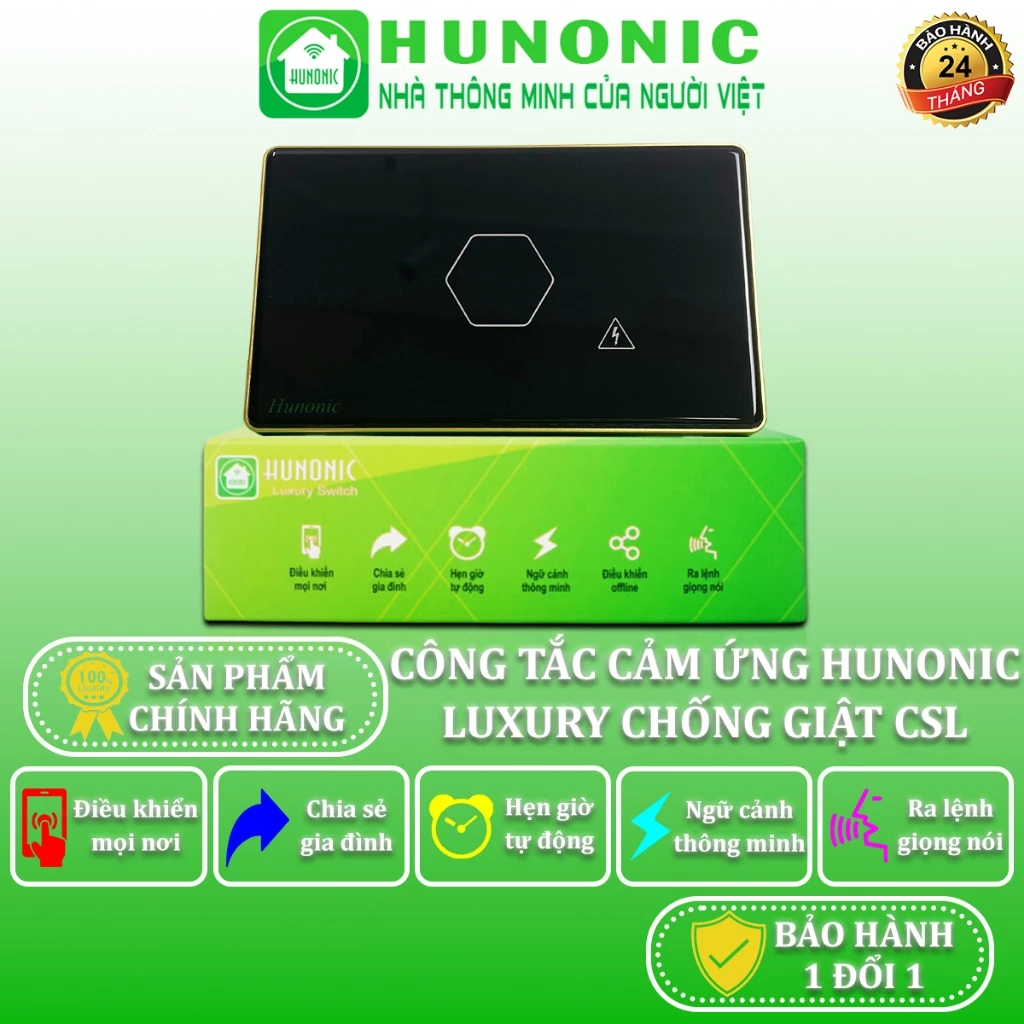 HUNONIC
HUNONIC
NHÀ THÔNG MINH CỦA NGƯỜI VIỆT
BẢO HÀNH
24
THÁNG
Hunonic
HUNONIC
HUNONIC
Luxury Switch
Điều khiển
mọi nơi
Chia sẻ
gia đình
Hẹn giờ
tự động
Ngữ cảnh
thông minh
Điều khiển
offline
Ra lệnh
giọng nói
100%
Quality
SẢN PHẨM
CHÍNH HÃNG
CÔNG TẮC CẢM ỨNG HUNONIC
LUXURY CHỐNG GIẬT CSL
Điều khiển
mọi nơi
Chia sẻ
gia đình
Hẹn giờ
tự động
Ngữ cảnh
thông minh
Ra lệnh
giọng nói
BẢO HÀNH
1 ĐỔI 1